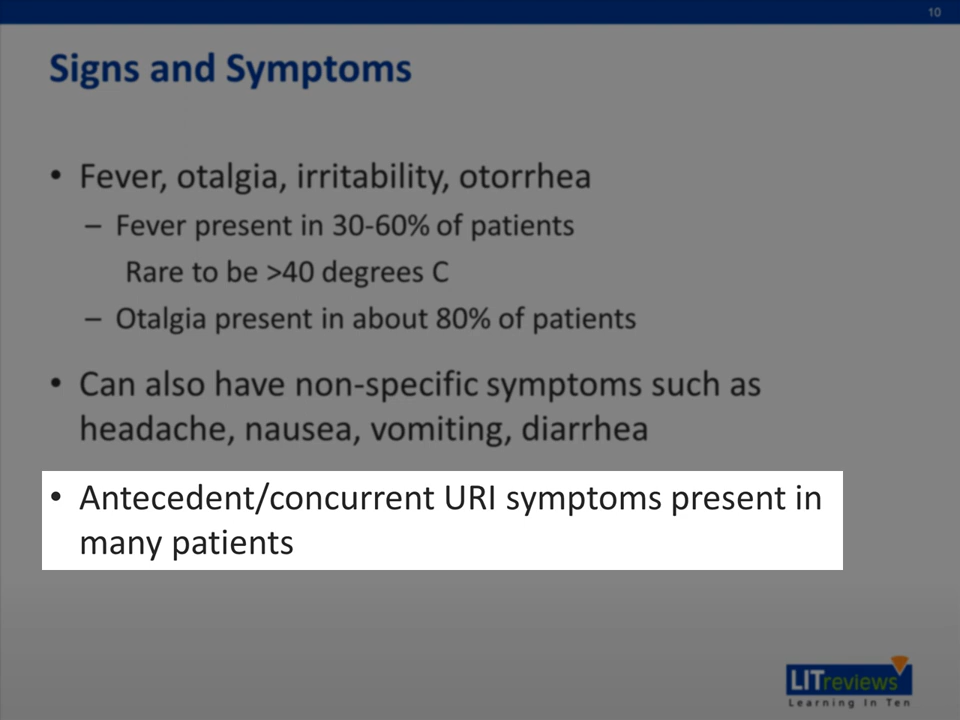 10
Signs and Symptoms
• Fever, otalgia, irritability, otorrhea
– Fever present in 30-60% of patients
Rare to be >40 degrees C
– Otalgia present in about 80% of patients
• Can also have non-specific symptoms such as
headache, nausea, vomiting, diarrhea
• Antecedent/concurrent URI symptoms present in
many patients
LITreviews
Learning In Ten